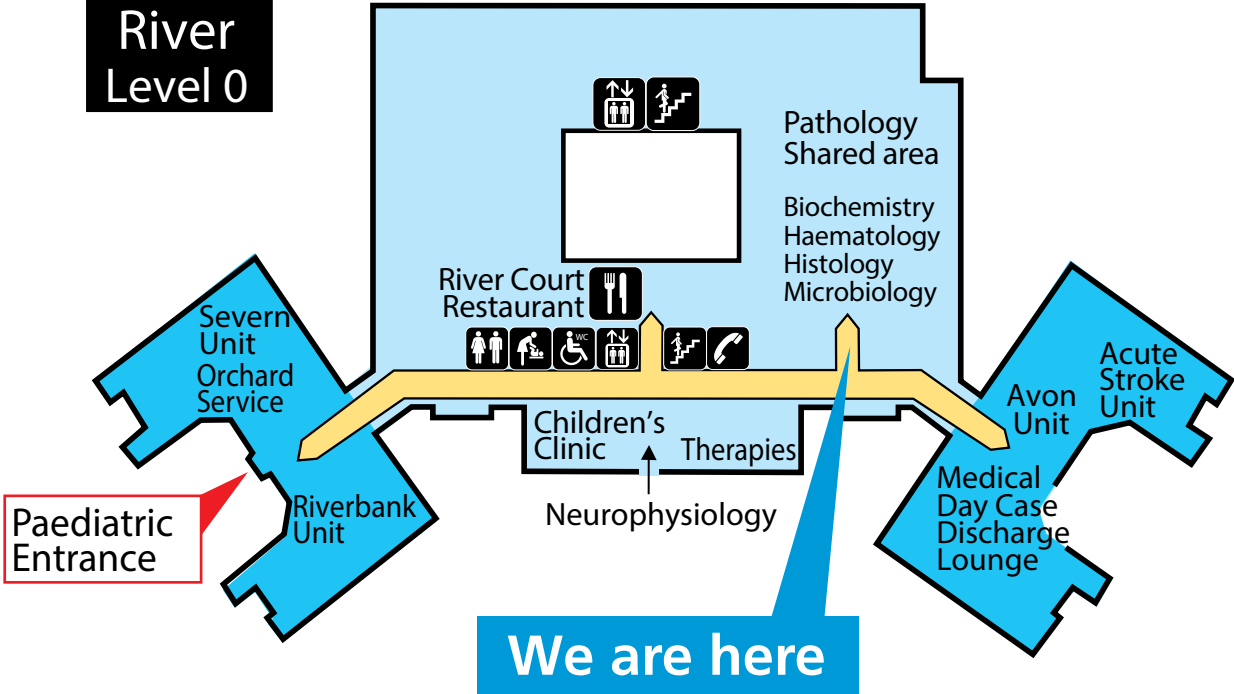 River
Level 0
Pathology
Shared area
Biochemistry
Haematology
Histology
Microbiology
River Court
Restaurant
WC
Severn
Unit
Orchard
Service
Riverbank
Unit
Paediatric
Entrance
Children's
Clinic
Therapies
Neurophysiology
Avon
Unit
Acute
Stroke
Unit
Medical
Day Case
Discharge
Lounge
We are here